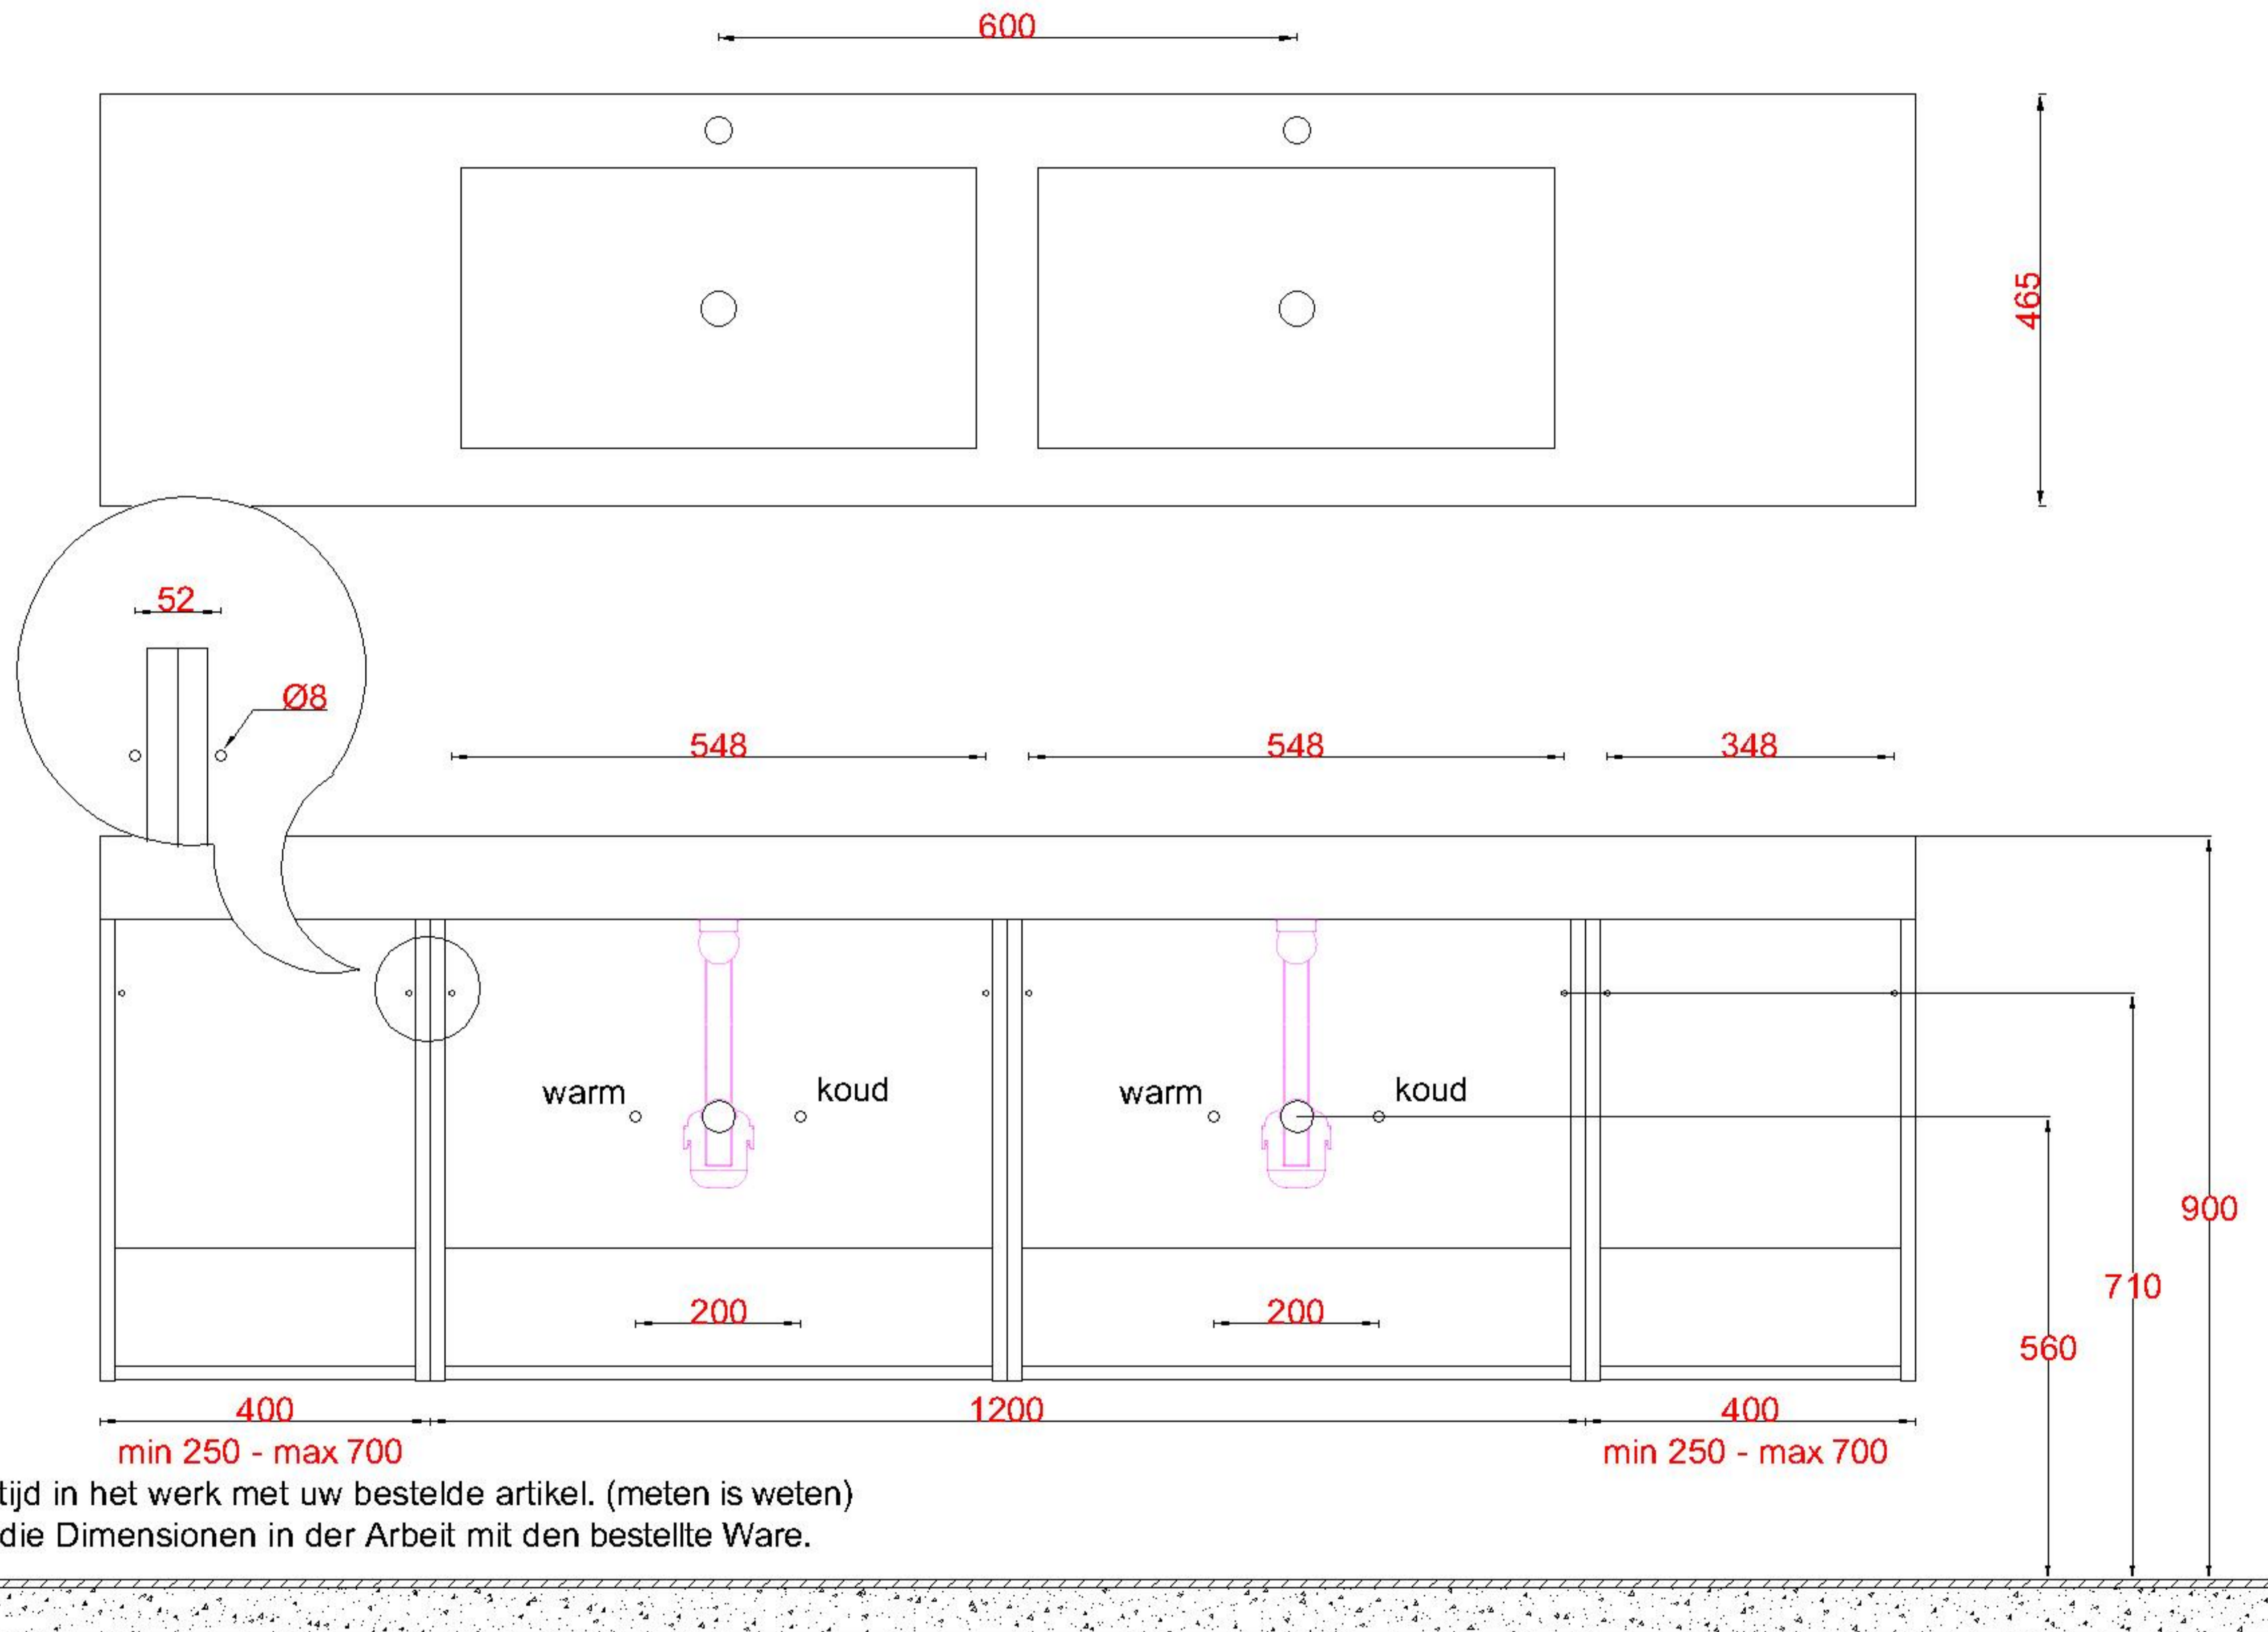 600
465
52
Ø8
548
548
348
warm
koud
warm
koud
900
710
560
200
200
400
1200
400
min 250 - max 700
min 250 - max 700
tijd in het werk met uw bestelde artikel. (meten is weten)
die Dimensionen in der Arbeit mit den bestellte Ware.